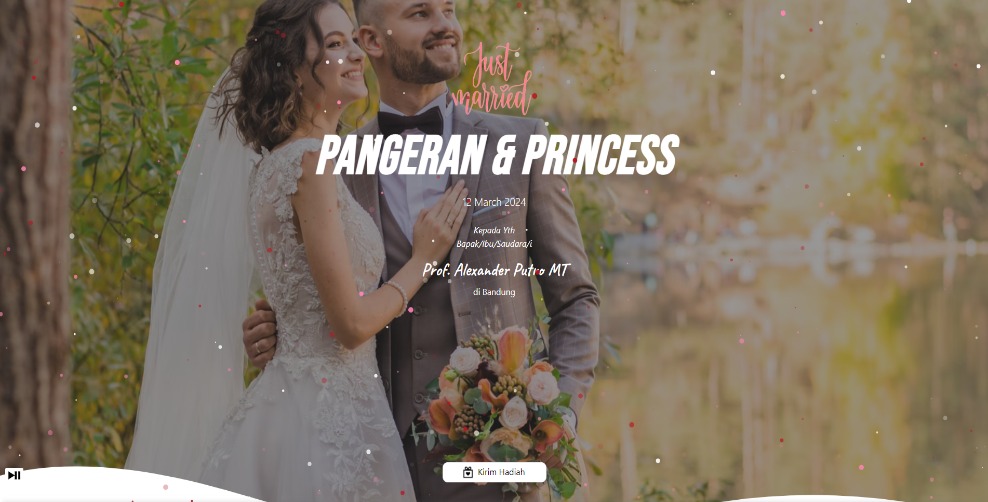 Just
married
PANGERAN & PRINCESS
12 March 2024
Kepada Yth
Bapak/Ibu/Saudara/i
Prof. Alexander Putro MT
di Bandung
Kirim Hadiah